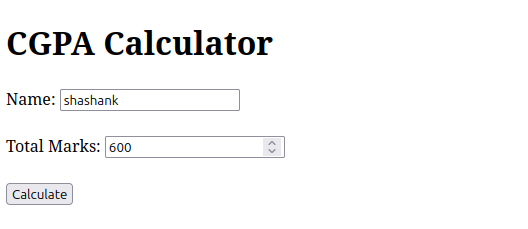 CGPA Calculator
Name: shashank
Total Marks: 600
Calculate